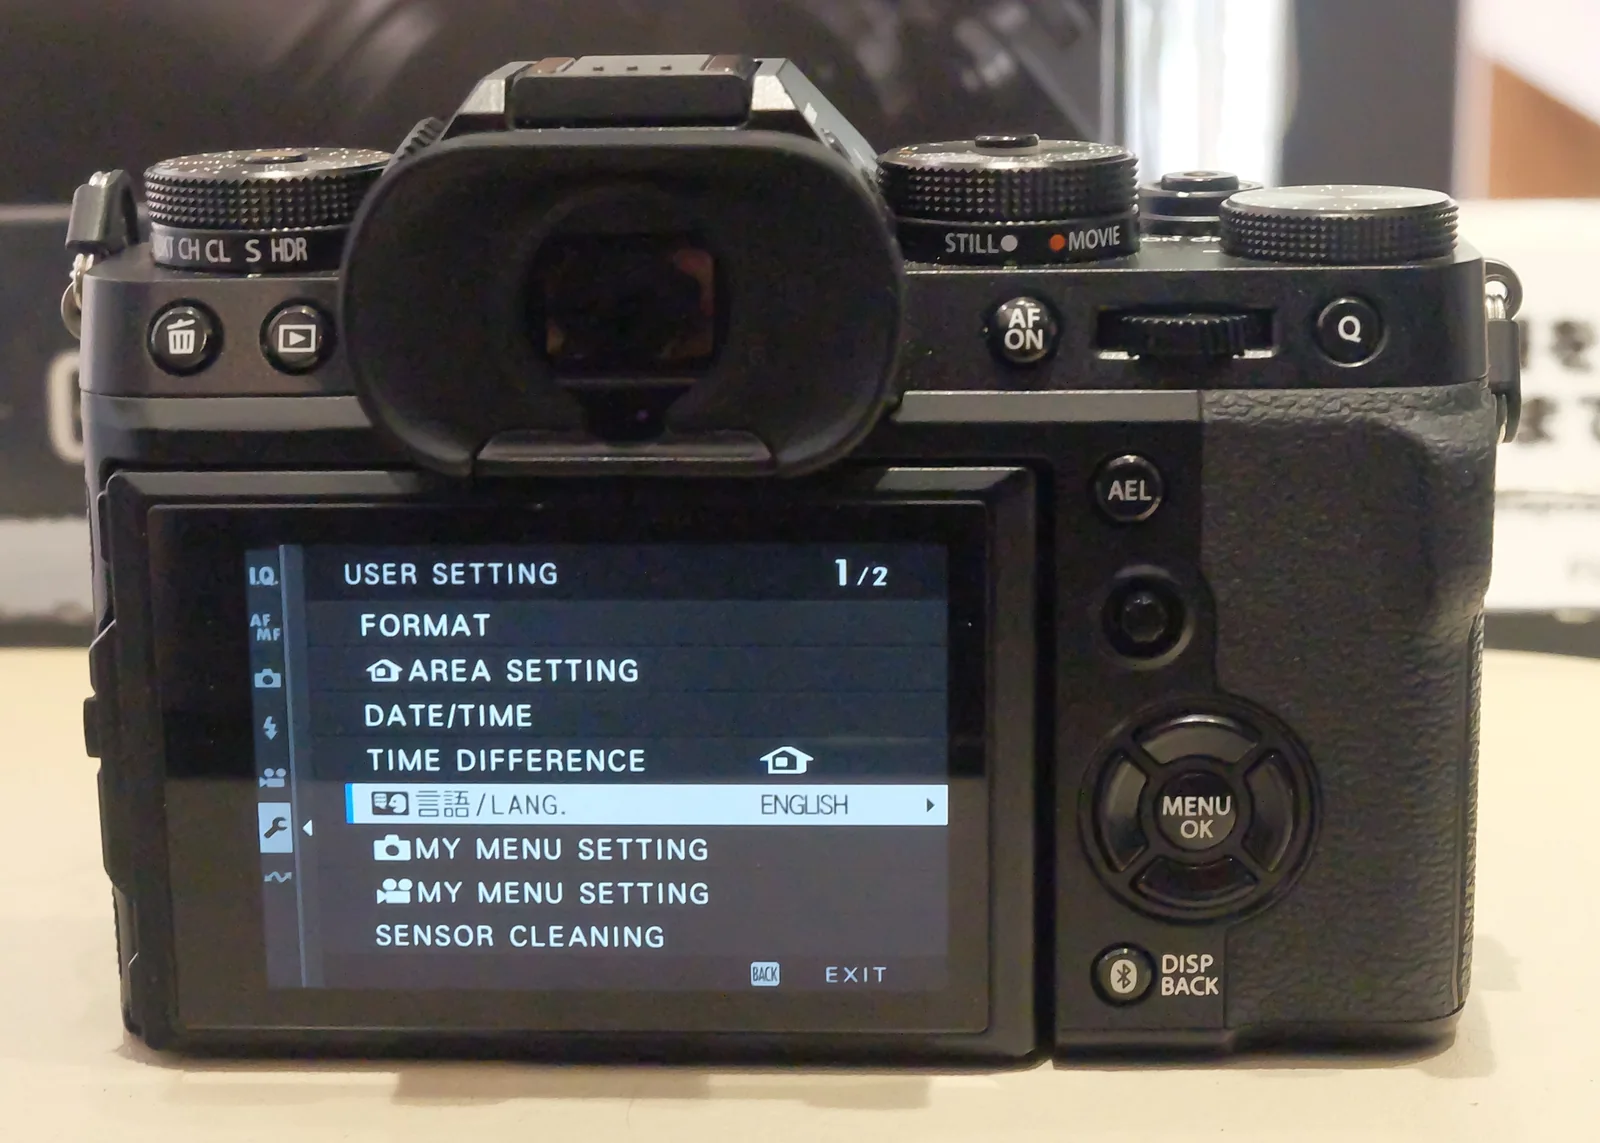 CH CL S HDR
STILL MOVIE
AF
ON
Q
AEL
I.Q.
AF
MF
USER SETTING 1/2
FORMAT
AREA SETTING
DATE/TIME
TIME DIFFERENCE
言語/LANG. ENGLISH
MY MENU SETTING
MY MENU SETTING
SENSOR CLEANING
BACK EXIT
MENU
OK
DISP
BACK